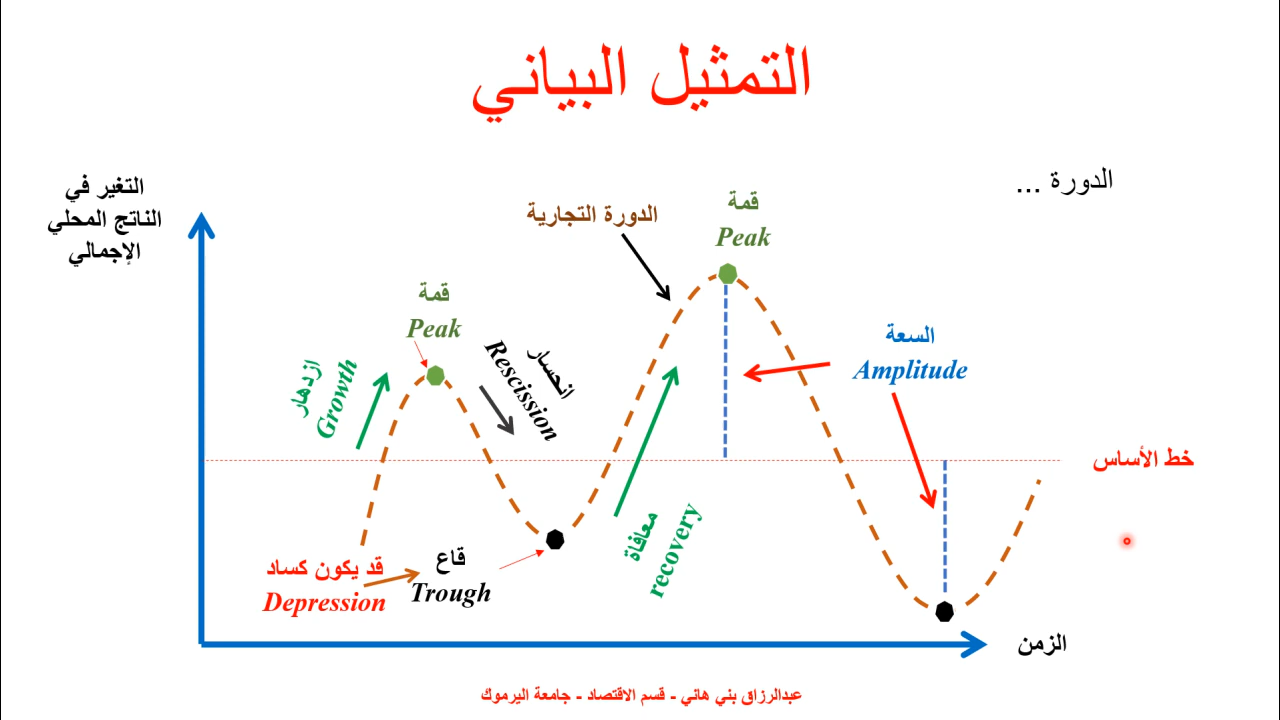 التمثيل البياني
الدورة ...
التغير في
الناتج المحلي
الإجمالي
قمة
Peak
الدورة التجارية
قمة
Peak
السعة
Amplitude
ازدهار
Growth
انحسار
Rescission
خط الأساس
معافاة
recovery
قد يكون كساد
Depression
قاع
Trough
الزمن
عبدالرزاق بني هاني - قسم الاقتصاد - جامعة اليرموك